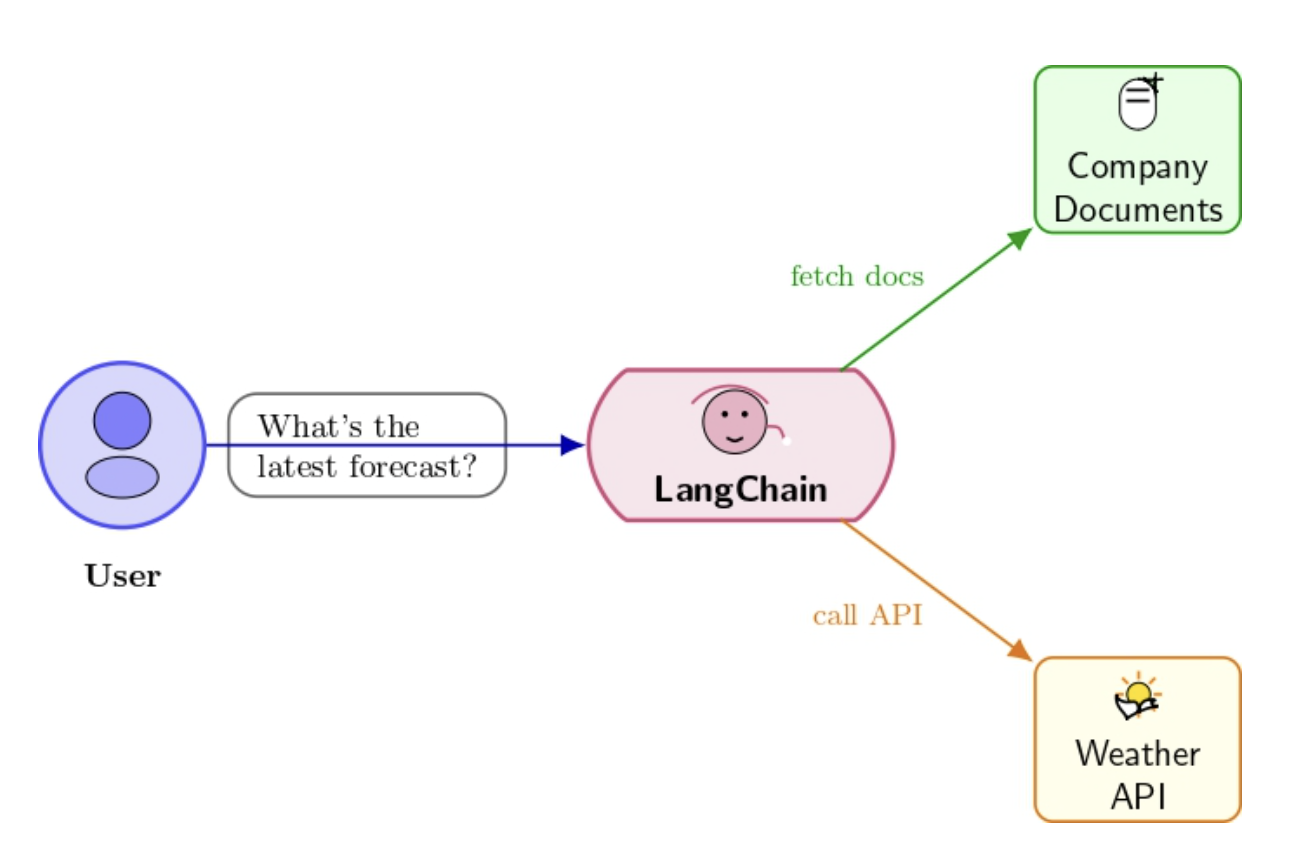 Company
Documents
fetch docs
What's the
latest forecast?
LangChain
User
call API
Weather
API